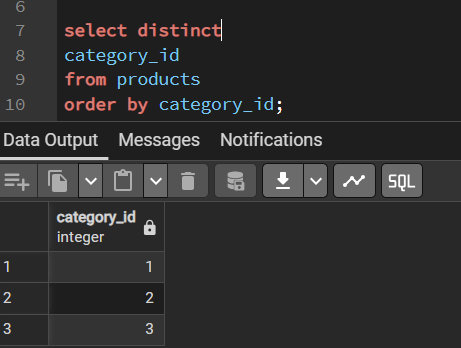 6
7 select distinct
8 category_id
9 from products
10 order by category_id;
Data Output Messages Notifications
SQL
category_id
integer
1 1
2 2
3 3